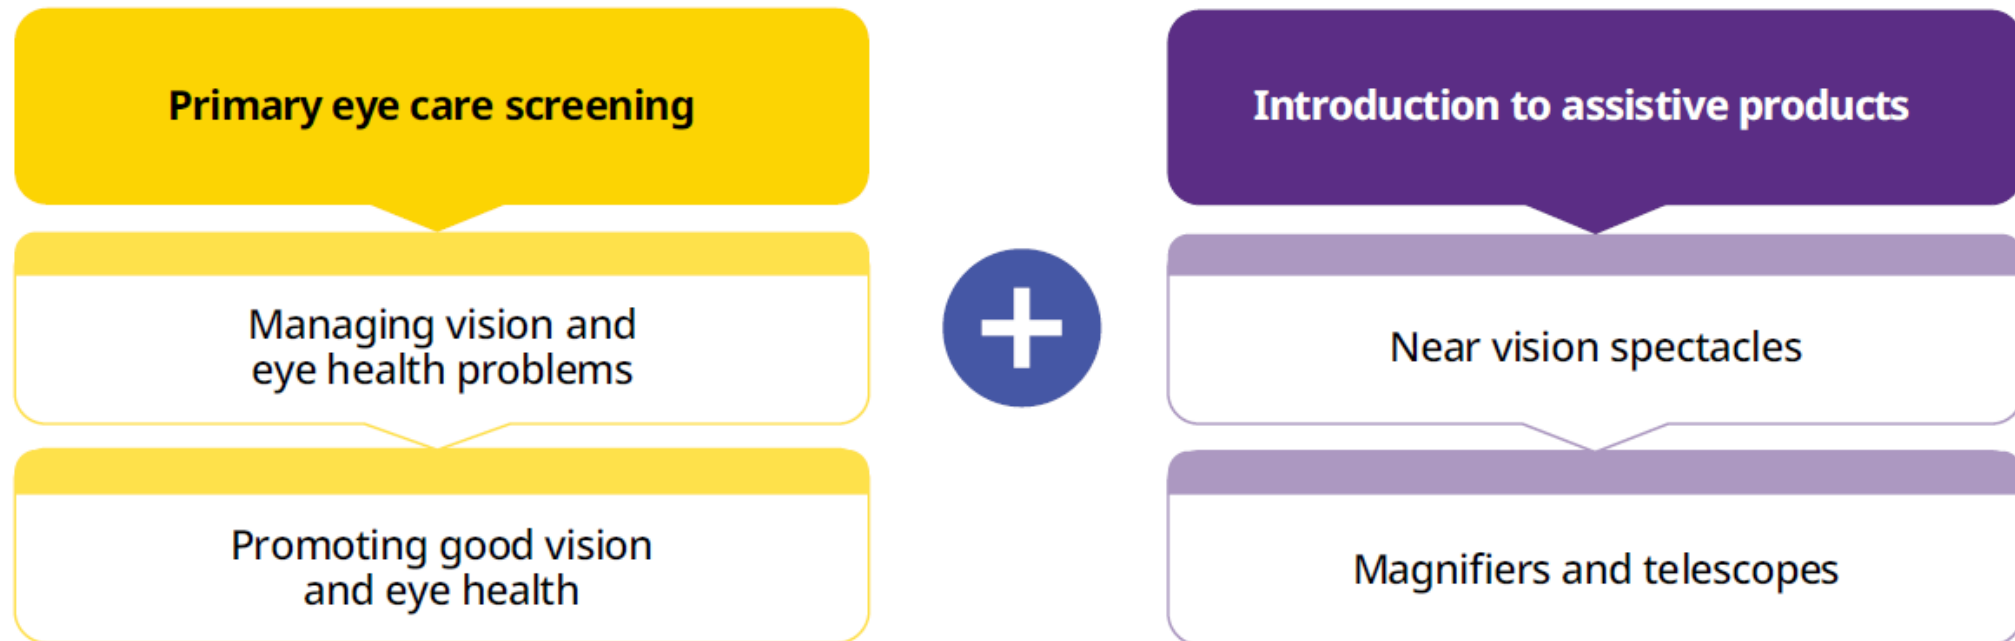 Primary eye care screening
Managing vision and
eye health problems
Promoting good vision
and eye health
Introduction to assistive products
Near vision spectacles
Magnifiers and telescopes